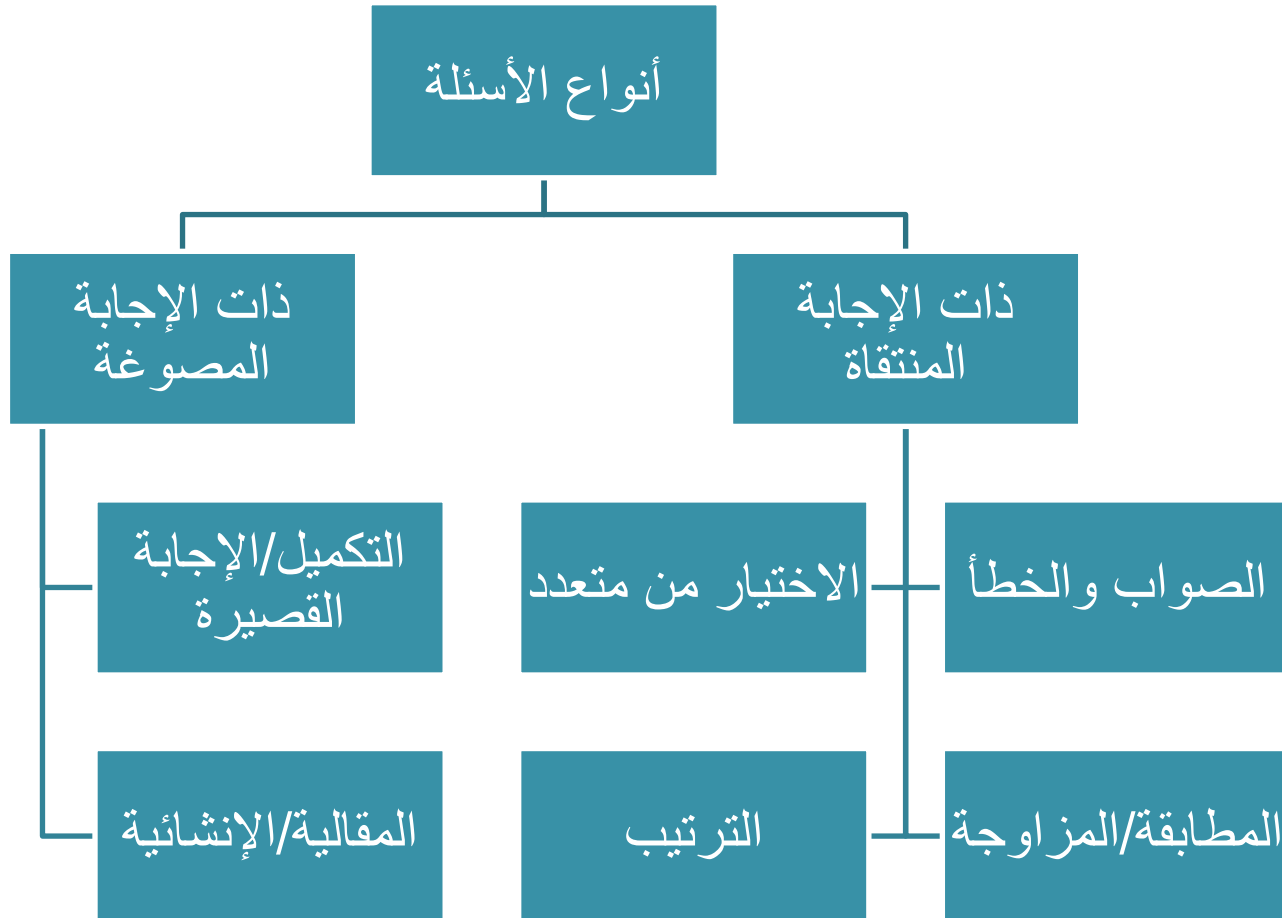 أنواع الأسئلة
ذات الإجابة
المنتقاة
ذات الإجابة
المصوغة
الصواب والخطأ
الاختيار من متعدد
التكميل/الإجابة
القصيرة
المطابقة/المزاوجة
الترتيب
المقالية/الإنشائية